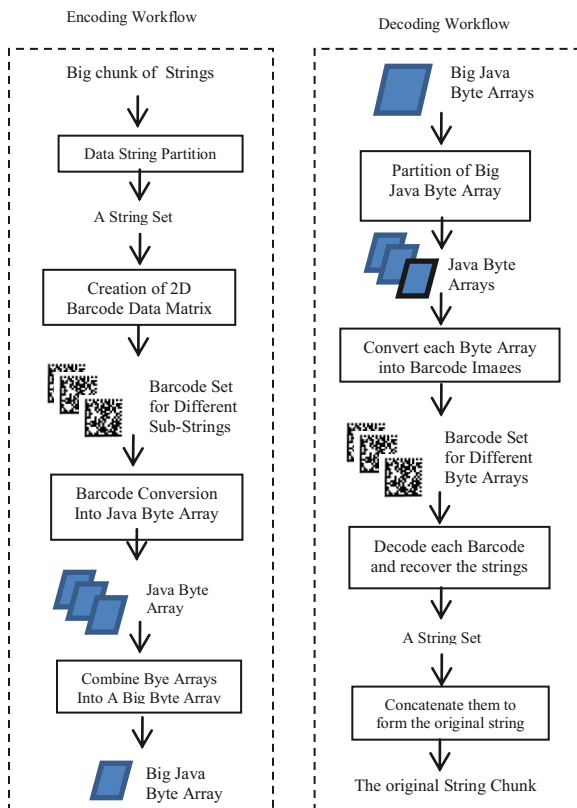 Encoding Workflow
Big chunk of Strings
Data String Partition
A String Set
Creation of 2D
Barcode Data Matrix
Barcode Set
for Different
Sub-Strings
Barcode Conversion
Into Java Byte Array
Java Byte
Array
Combine Bye Arrays
Into A Big Byte Array
Big Java
Byte Array
Decoding Workflow
Big Java
Byte Arrays
Partition of Big
Java Byte Array
Java Byte
Arrays
Convert each Byte Array
into Barcode Images
Barcode Set
for Different
Byte Arrays
Decode each Barcode
and recover the strings
A String Set
Concatenate them to
form the original string
The original String Chunk